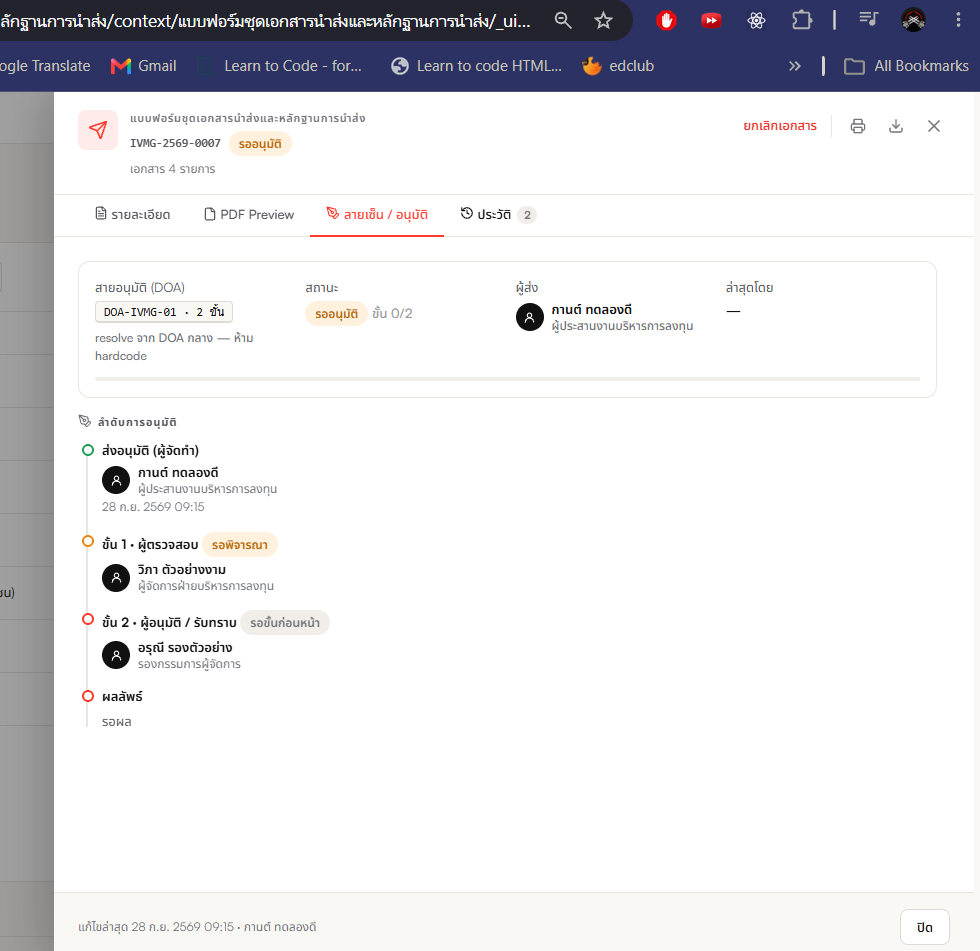 ลักฐานการนำส่ง/context/แบบฟอร์มชุดเอกสารนำส่งและหลักฐานการนำส่ง/_ui...
ogle Translate
Gmail
Learn to Code - for...
Learn to code HTML...
edclub
»
All Bookmarks
แบบฟอร์มชุดเอกสารนำส่งและหลักฐานการนำส่ง
IVMG-2569-0007 รออนุมัติ
เอกสาร 4 รายการ
ยกเลิกเอกสาร
รายละเอียด
PDF Preview
ลายเซ็น / อนุมัติ
ประวัติ 2
สายอนุมัติ (DOA)
DOA-IVMG-01 · 2 ขั้น
resolve จาก DOA กลาง — ห้าม
hardcode
สถานะ
รออนุมัติ ขั้น 0/2
ผู้ส่ง
กานต์ ทดลองดี
ผู้ประสานงานบริหารการลงทุน
ล่าสุดโดย
—
ลำดับการอนุมัติ
ส่งอนุมัติ (ผู้จัดทำ)
กานต์ ทดลองดี
ผู้ประสานงานบริหารการลงทุน
28 ก.ย. 2569 09:15
ขั้น 1 • ผู้ตรวจสอบ รอพิจารณา
วิภา ตัวอย่างงาม
ผู้จัดการฝ่ายบริหารการลงทุน
ขั้น 2 • ผู้อนุมัติ / รับทราบ รอขั้นก่อนหน้า
อรุณี รองตัวอย่าง
รองกรรมการผู้จัดการ
ผลลัพธ์
รอผล
แก้ไขล่าสุด 28 ก.ย. 2569 09:15 • กานต์ ทดลองดี
ปิด